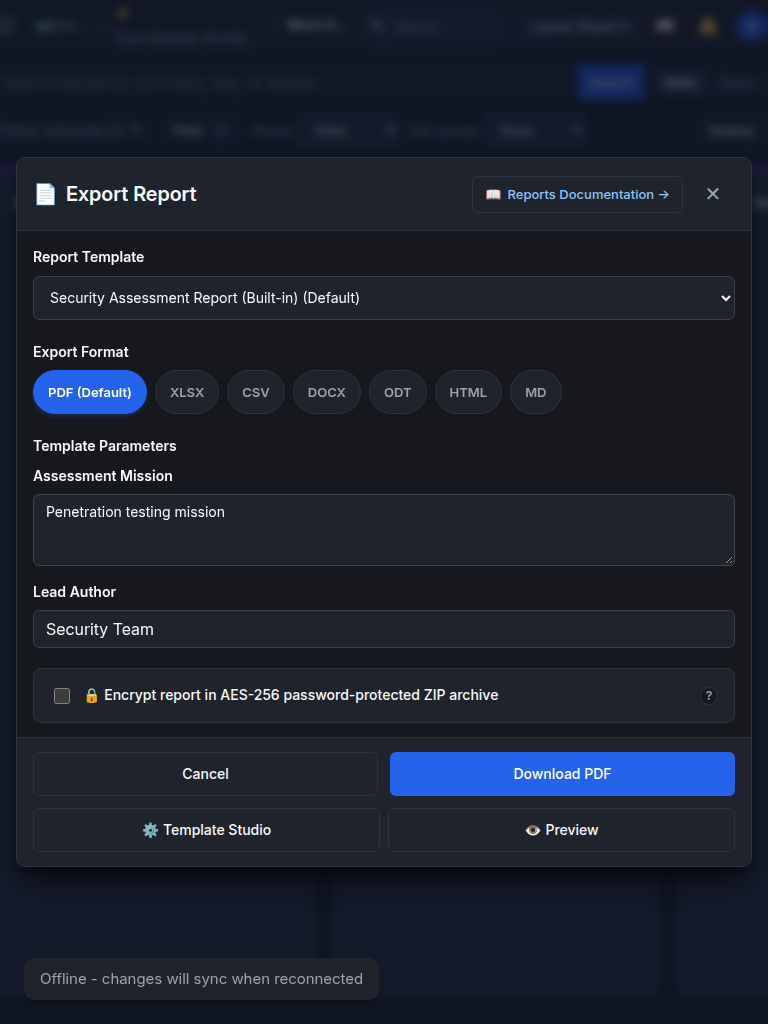 Export Report
Reports Documentation →
Report Template
Security Assessment Report (Built-in) (Default)
Export Format
PDF (Default)
XLSX
CSV
DOCX
ODT
HTML
MD
Template Parameters
Assessment Mission
Penetration testing mission
Lead Author
Security Team
Encrypt report in AES-256 password-protected ZIP archive
?
Cancel
Download PDF
Template Studio
Preview
Offline - changes will sync when reconnected